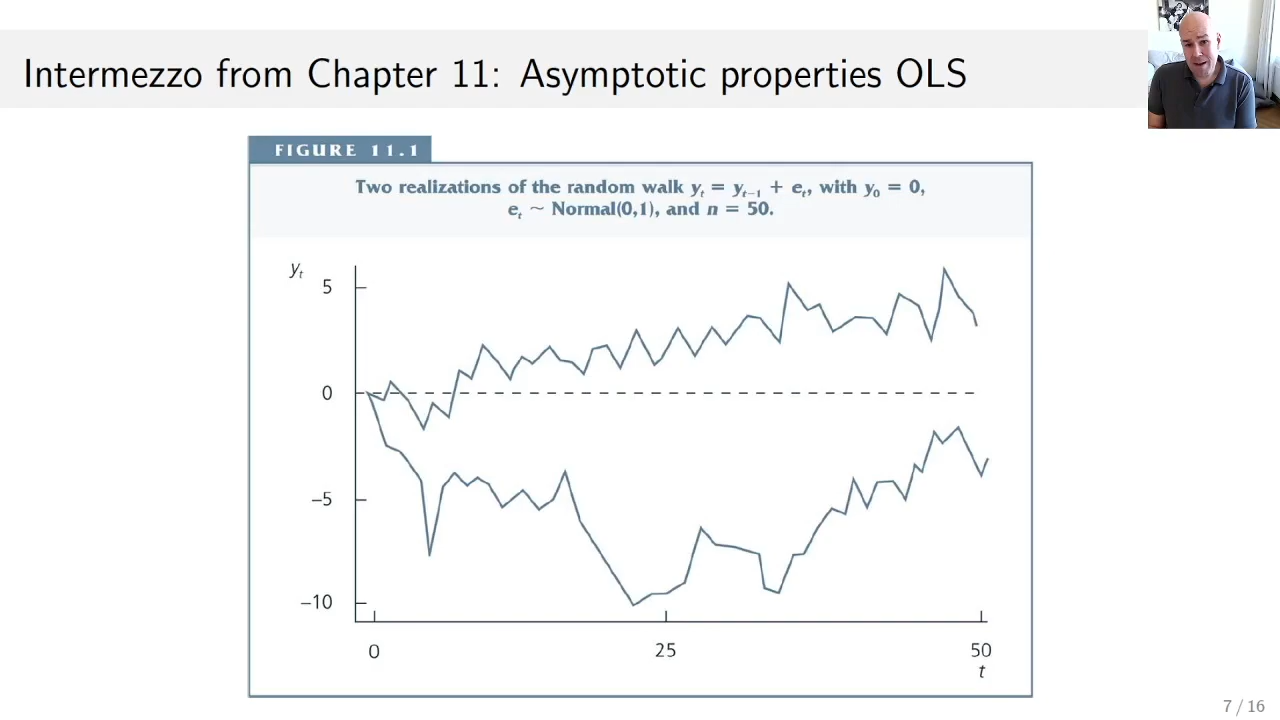 Intermezzo from Chapter 11: Asymptotic properties OLS
FIGURE 11.1
Two realizations of the random walk yₜ = yₜ₋₁ + eₜ, with y₀ = 0,
eₜ ~ Normal(0,1), and n = 50.
yₜ
5
0
–5
–10
0 25 50
t
7 / 16